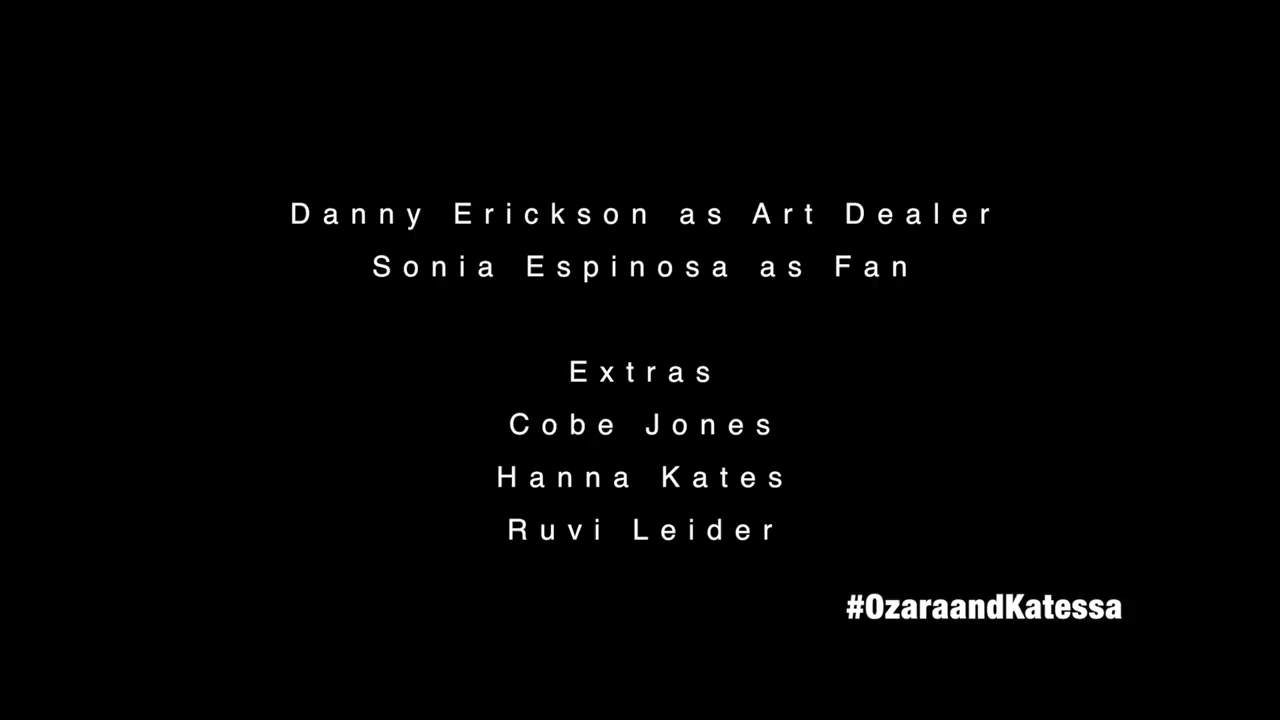 Danny Erickson as Art Dealer
Sonia Espinosa as Fan
Extras
Cobe Jones
Hanna Kates
Ruvi Leider
#OzaraandKatessa